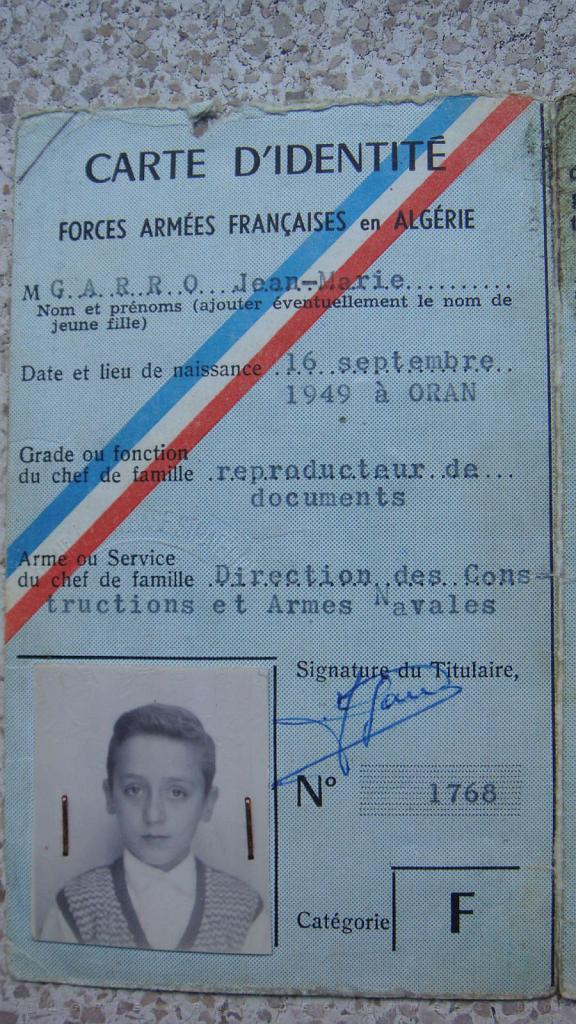 CARTE D'IDENTITÉ
FORCES ARMÉES FRANÇAISES en ALGÉRIE
M G.A.R.R.O....Jean-Marie..........
Nom et prénoms (ajouter éventuellement le nom de
jeune fille)
Date et lieu de naissance .16..septembre..
1949 à ORAN
Grade ou fonction
du chef de famille .reproducteur.de...
documents
Arme ou Service
du chef de famille .Direction.des.Cons-
tructions et Armes Navales
Signature du Titulaire,
N° 1768
Catégorie F